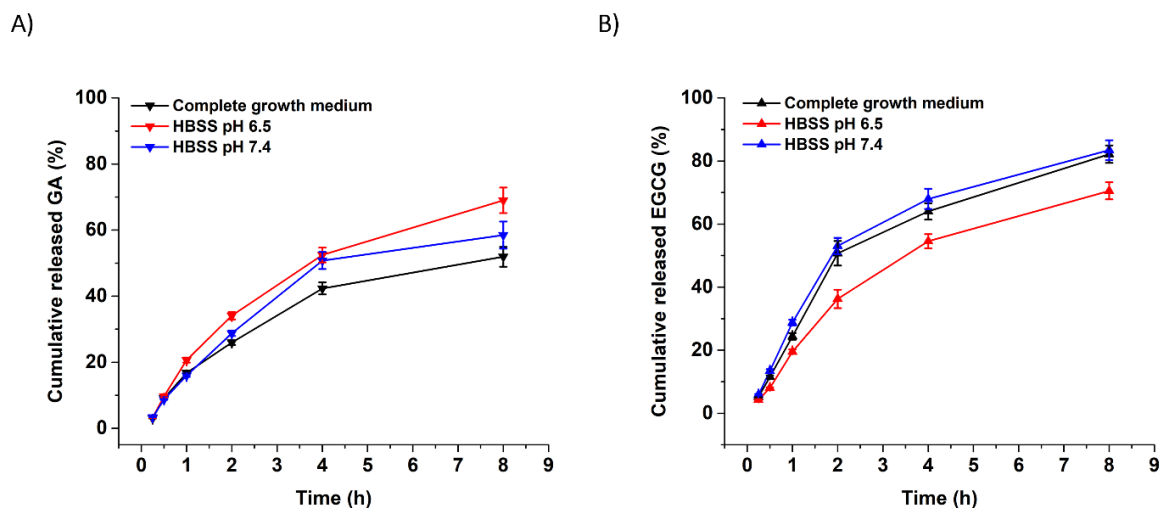 A)
Complete growth medium
HBSS pH 6.5
HBSS pH 7.4
Cumulative released GA (%)
100
80
60
40
20
0
0 1 2 3 4 5 6 7 8 9
Time (h)
B)
Complete growth medium
HBSS pH 6.5
HBSS pH 7.4
Cumulative released EGCG (%)
100
80
60
40
20
0
0 1 2 3 4 5 6 7 8 9
Time (h)